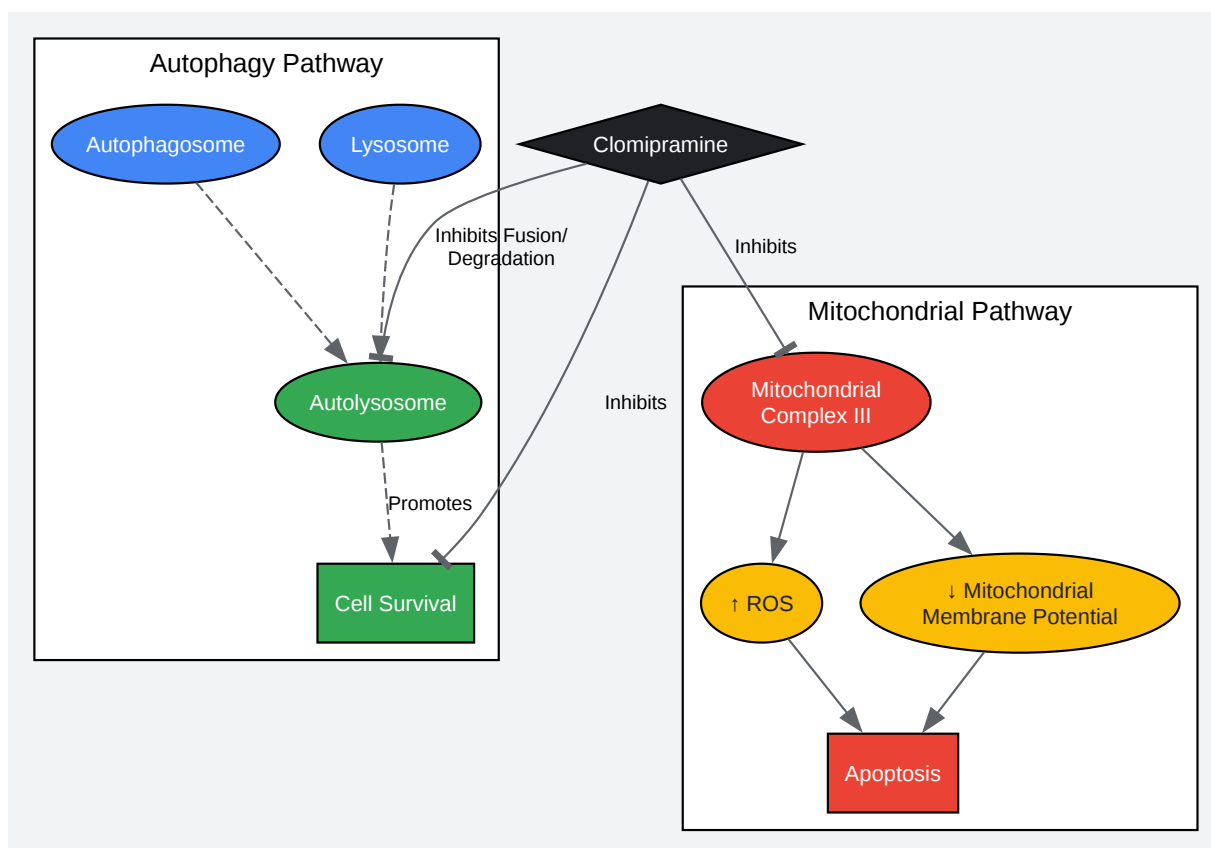 Autophagy Pathway
Autophagosome
Lysosome
Clomipramine
Inhibits Fusion/
Degradation
Inhibits
Mitochondrial Pathway
Autolysosome
Inhibits
Mitochondrial
Complex III
Promotes
Cell Survival
↑ ROS
↓ Mitochondrial
Membrane Potential
Apoptosis